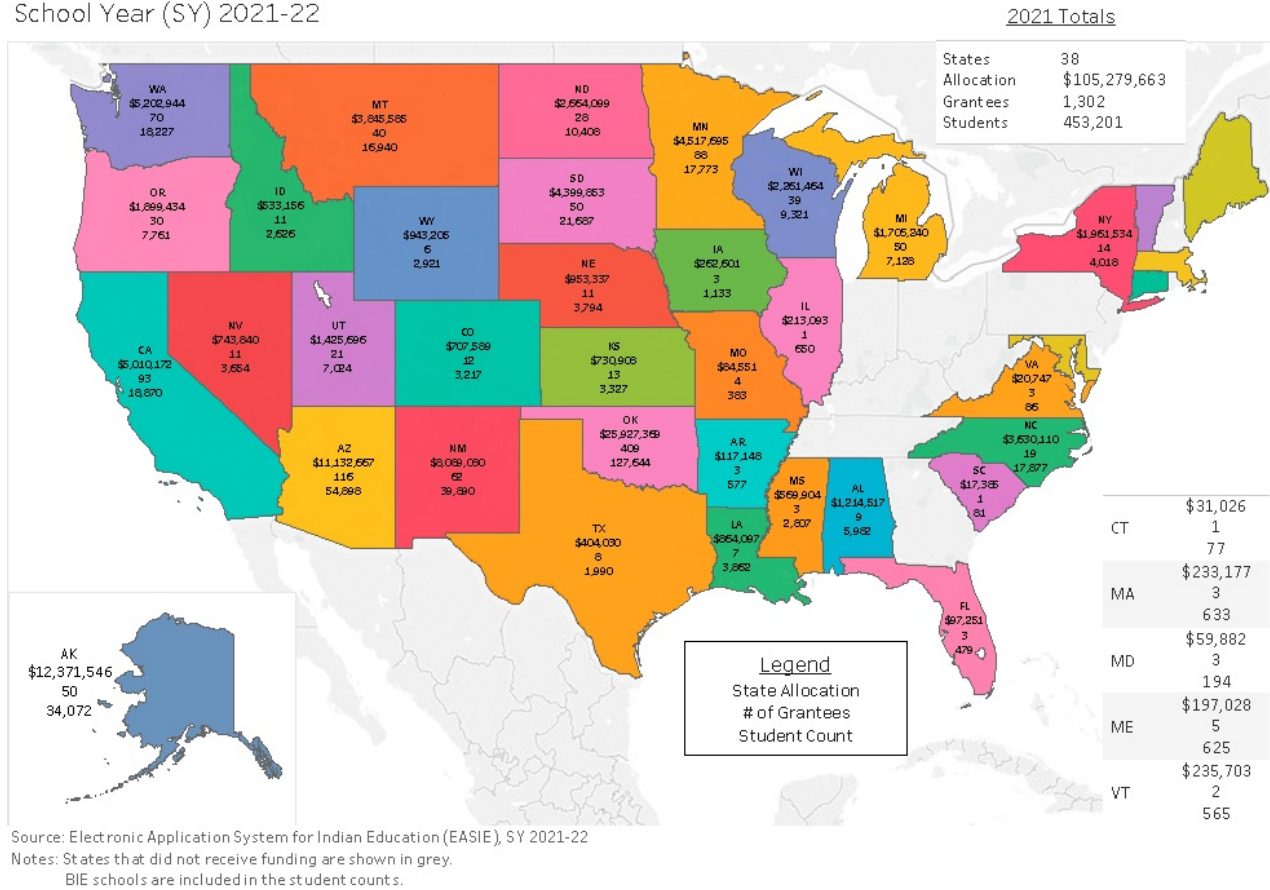 School Year (SY) 2021-22
2021 Totals
States 38
Allocation $105,279,663
Grantees 1,302
Students 453,201
WA
$5,202,944
70
18,227
MT
$3,845,585
40
16,940
ND
$2,664,099
28
10,408
MN
$4,517,695
88
17,773
OR
$1,899,434
30
7,761
ID
$533,156
11
2,626
WY
$943,205
6
2,921
SD
$4,399,853
50
21,687
WI
$2,261,464
39
9,321
MI
$1,705,240
50
7,128
NY
$1,961,534
14
4,018
NE
$953,337
11
3,794
IA
$262,601
3
1,133
IL
$213,093
1
650
CA
$5,010,172
93
18,870
NV
$743,840
11
3,654
UT
$1,425,696
21
7,024
CO
$707,589
12
3,217
KS
$730,908
13
3,327
MO
$84,551
4
383
VA
$20,747
3
86
AZ
$11,132,667
116
54,898
NM
$8,089,080
62
39,890
OK
$25,927,369
409
127,644
AR
$117,148
3
577
NC
$3,630,110
19
17,877
SC
$17,385
1
81
MS
$569,904
3
2,807
AL
$1,214,517
9
5,982
TX
$404,030
8
1,990
LA
$864,097
7
3,862
FL
$97,251
3
479
AK
$12,371,546
50
34,072
Legend
State Allocation
# of Grantees
Student Count
CT
$31,026
1
77
MA
$233,177
3
633
MD
$59,882
3
194
ME
$197,028
5
625
VT
$235,703
2
565
Source: Electronic Application System for Indian Education (EASIE), SY 2021-22
Notes: States that did not receive funding are shown in grey.
BIE schools are included in the student counts.